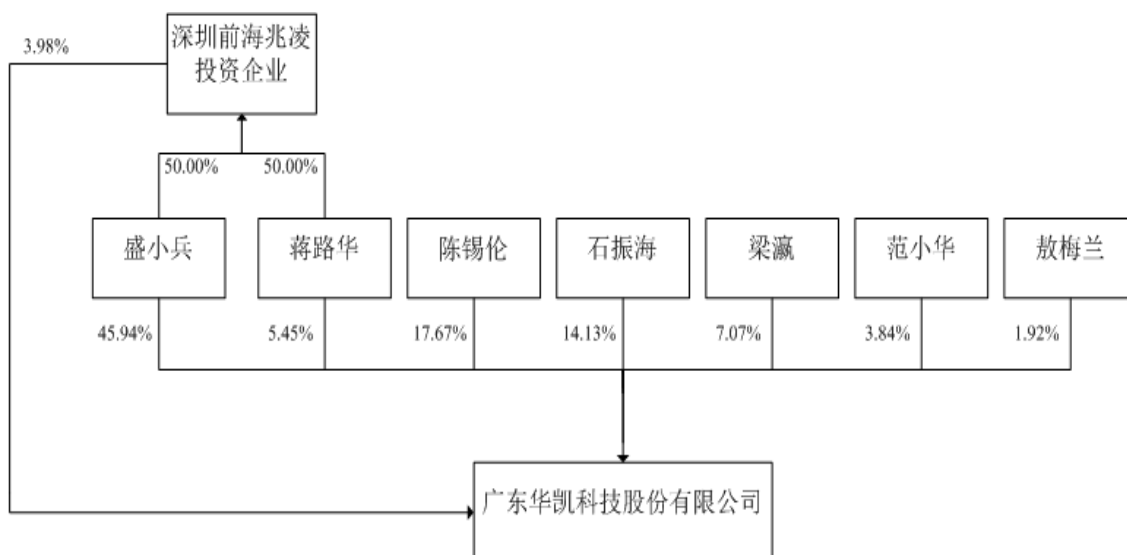 深圳前海兆凌
投资企业
3.98%
50.00% 50.00%
盛小兵 蒋路华 陈锡伦 石振海 梁瀛 范小华 敖梅兰
45.94% 5.45% 17.67% 14.13% 7.07% 3.84% 1.92%
广东华凯科技股份有限公司